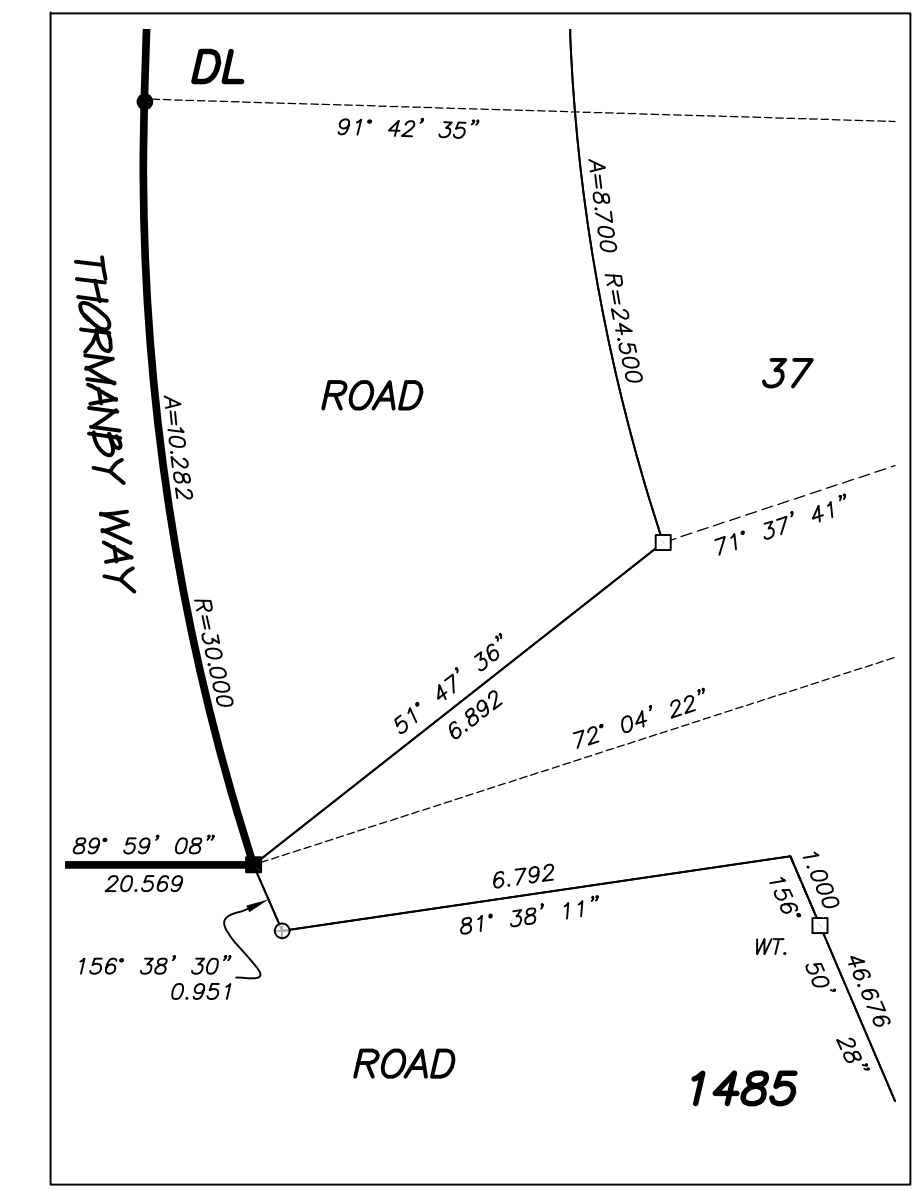 DL
91° 42' 35"
A=8.700 R=24.500
THORMANBY WAY
37
ROAD
A=10.282
R=30.000
71° 37' 41"
51° 47' 36"
6.892
72° 04' 22"
89° 59' 08"
20.569
6.792
81° 38' 11"
1.000
156° 50' 28"
WT.
46.676
156° 38' 30"
0.951
ROAD
1485